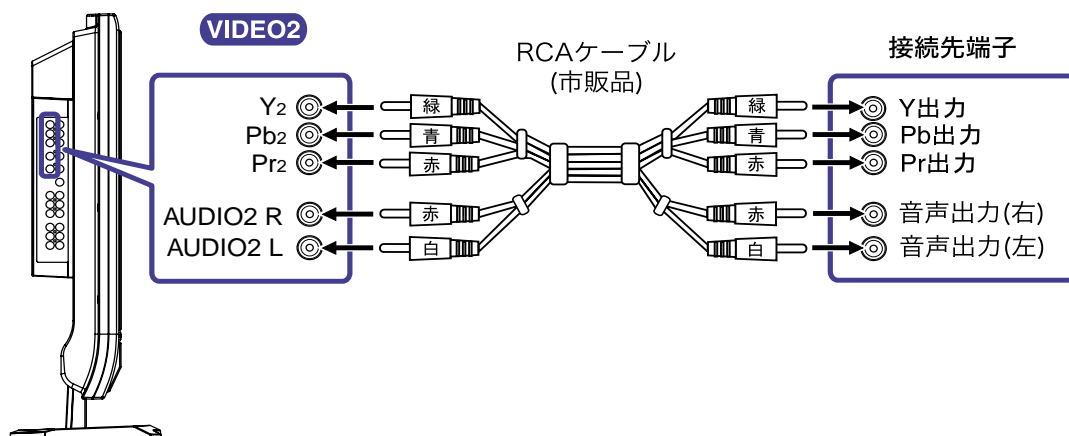 VIDEO2
RCAケーブル
(市販品)
接続先端子
Y2 緑 緑 Y出力
Pb2 青 青 Pb出力
Pr2 赤 赤 Pr出力
AUDIO2 R 赤 赤 音声出力(右)
AUDIO2 L 白 白 音声出力(左)